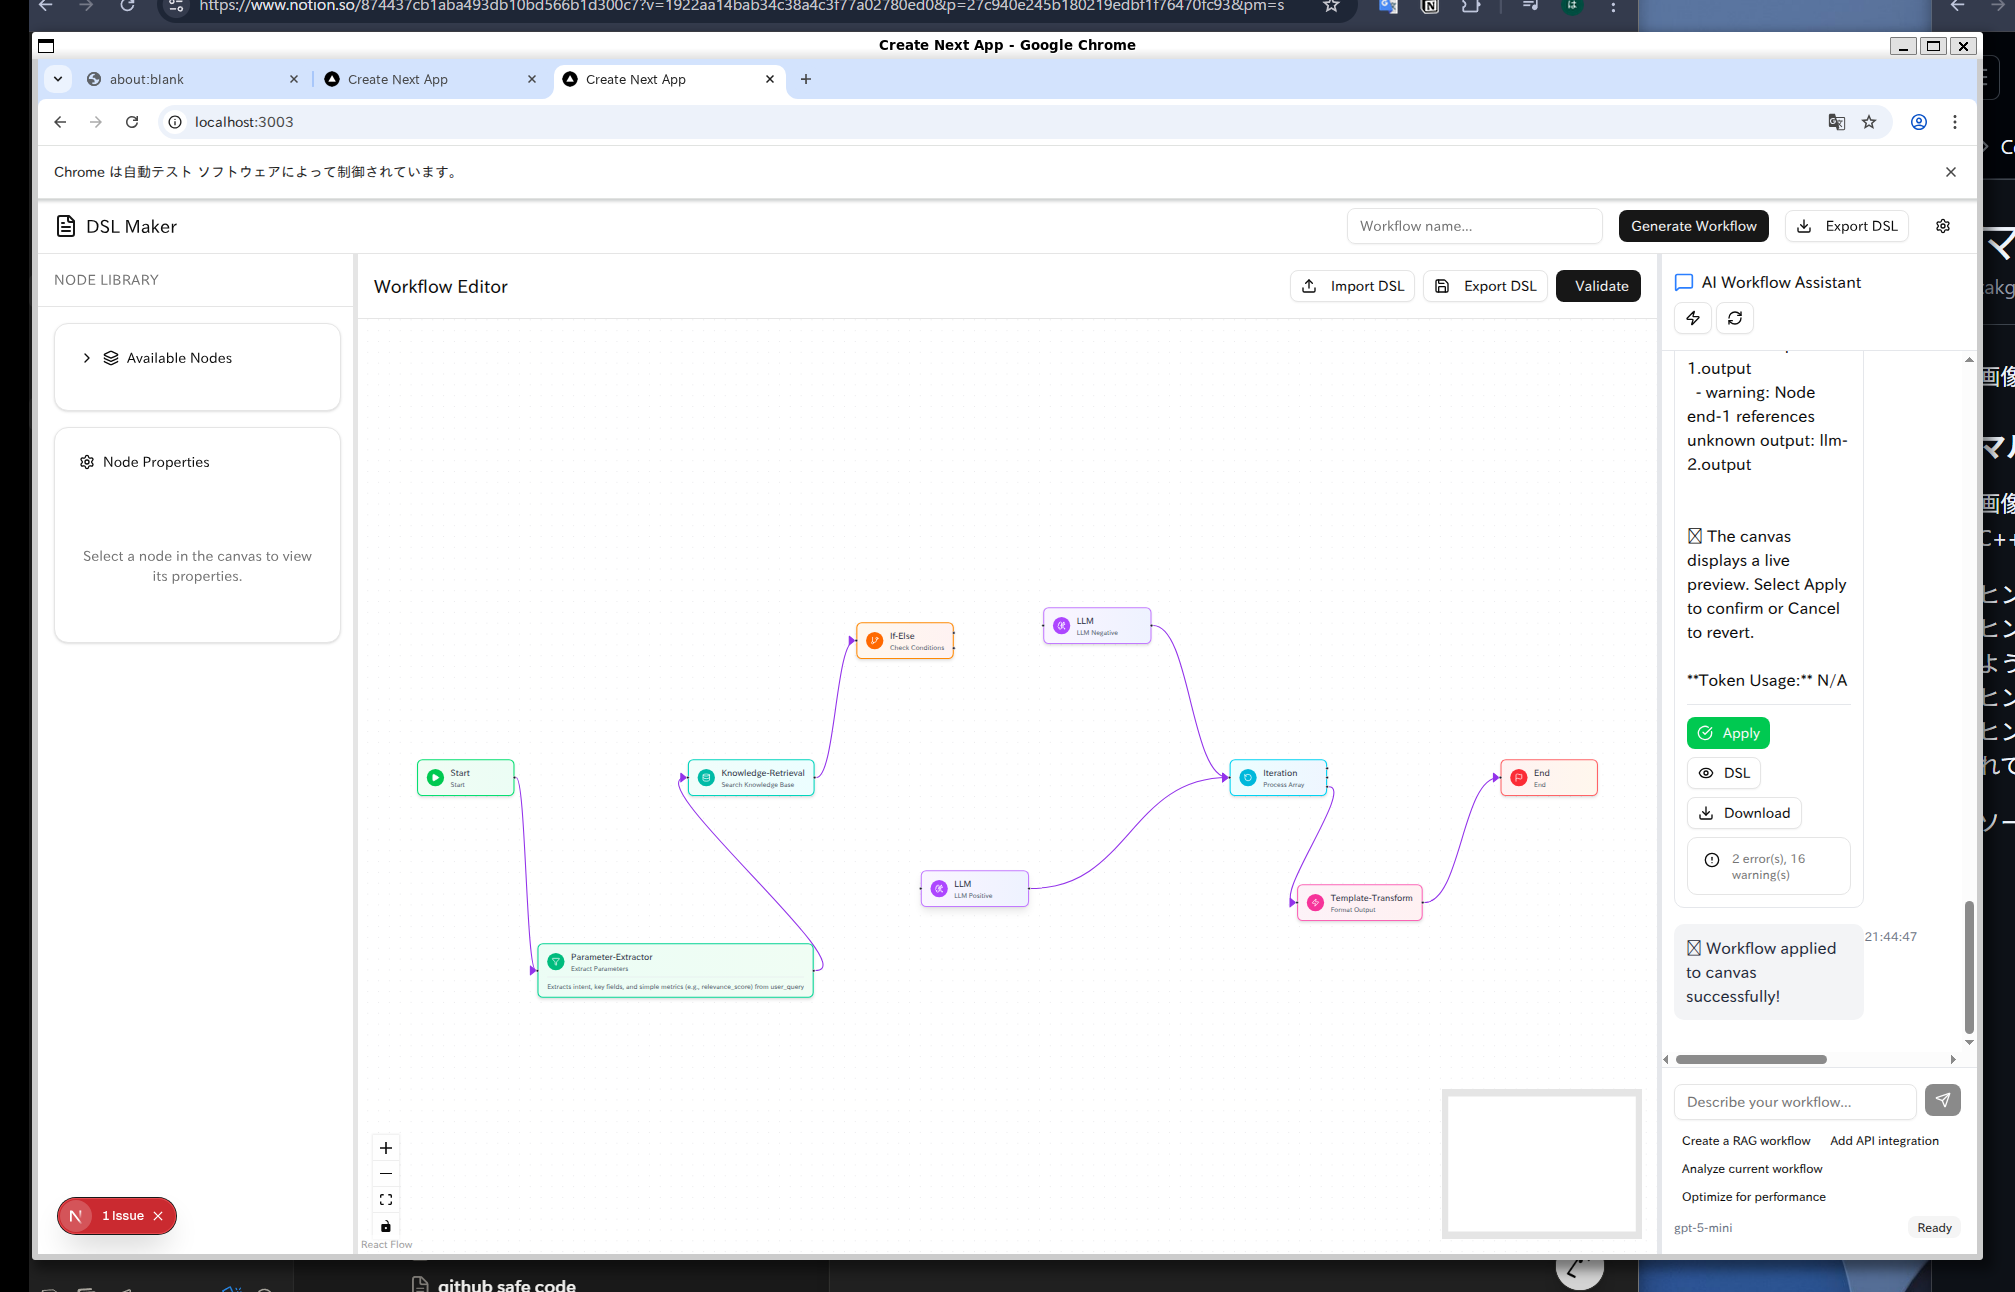 https://www.notion.so/874437cb1aba493db10bd566b1d300c7?v=1922aa14bab34c38a4c3f77a02780ed0&p=27c940e245b180219edbf1f76470fc93&pm=s
Create Next App - Google Chrome
about:blank
Create Next App
Create Next App
localhost:3003
Chrome は自動テスト ソフトウェアによって制御されています。
DSL Maker
Workflow name...
Generate Workflow
Export DSL
NODE LIBRARY
Available Nodes
Node Properties
Select a node in the canvas to view
its properties.
Workflow Editor
Import DSL
Export DSL
Validate
If-Else
Check Conditions
LLM
LLM Negative
Start
Start
Knowledge-Retrieval
Search Knowledge Base
Iteration
Process Array
End
End
LLM
LLM Positive
Template-Transform
Format Output
Parameter-Extractor
Extract Parameters
Extracts intent, key fields, and simple metrics (e.g., relevance_score) from user_query
React Flow
1 Issue
AI Workflow Assistant
1.output
- warning: Node
end-1 references
unknown output: llm-
2.output
The canvas
displays a live
preview. Select Apply
to confirm or Cancel
to revert.
**Token Usage:** N/A
Apply
DSL
Download
2 error(s), 16
warning(s)
21:44:47
Workflow applied
to canvas
successfully!
Describe your workflow...
Create a RAG workflow
Add API integration
Analyze current workflow
Optimize for performance
gpt-5-mini
Ready
github safe code